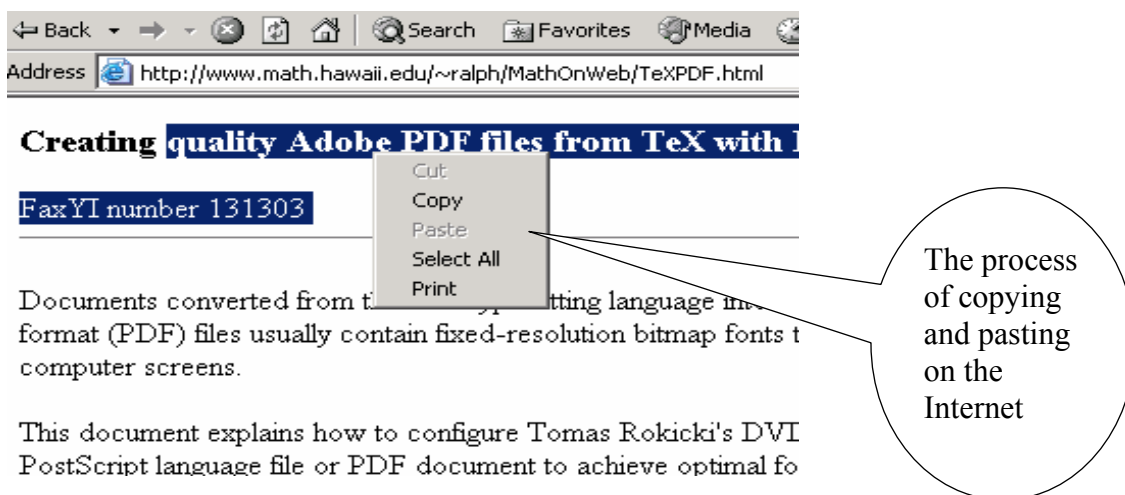 Back Search Favorites Media
Address http://www.math.hawaii.edu/~ralph/MathOnWeb/TeXPDF.html
Creating quality Adobe PDF files from TeX with
FaxYI number 131303
Cut
Copy
Paste
Select All
Print
Documents converted from
format (PDF) files usually contain fixed-resolution bitmap fonts
computer screens.
This document explains how to configure Tomas Rokicki's
PostScript language file or PDF document to achieve optimal
The process
of copying
and pasting
on the
Internet